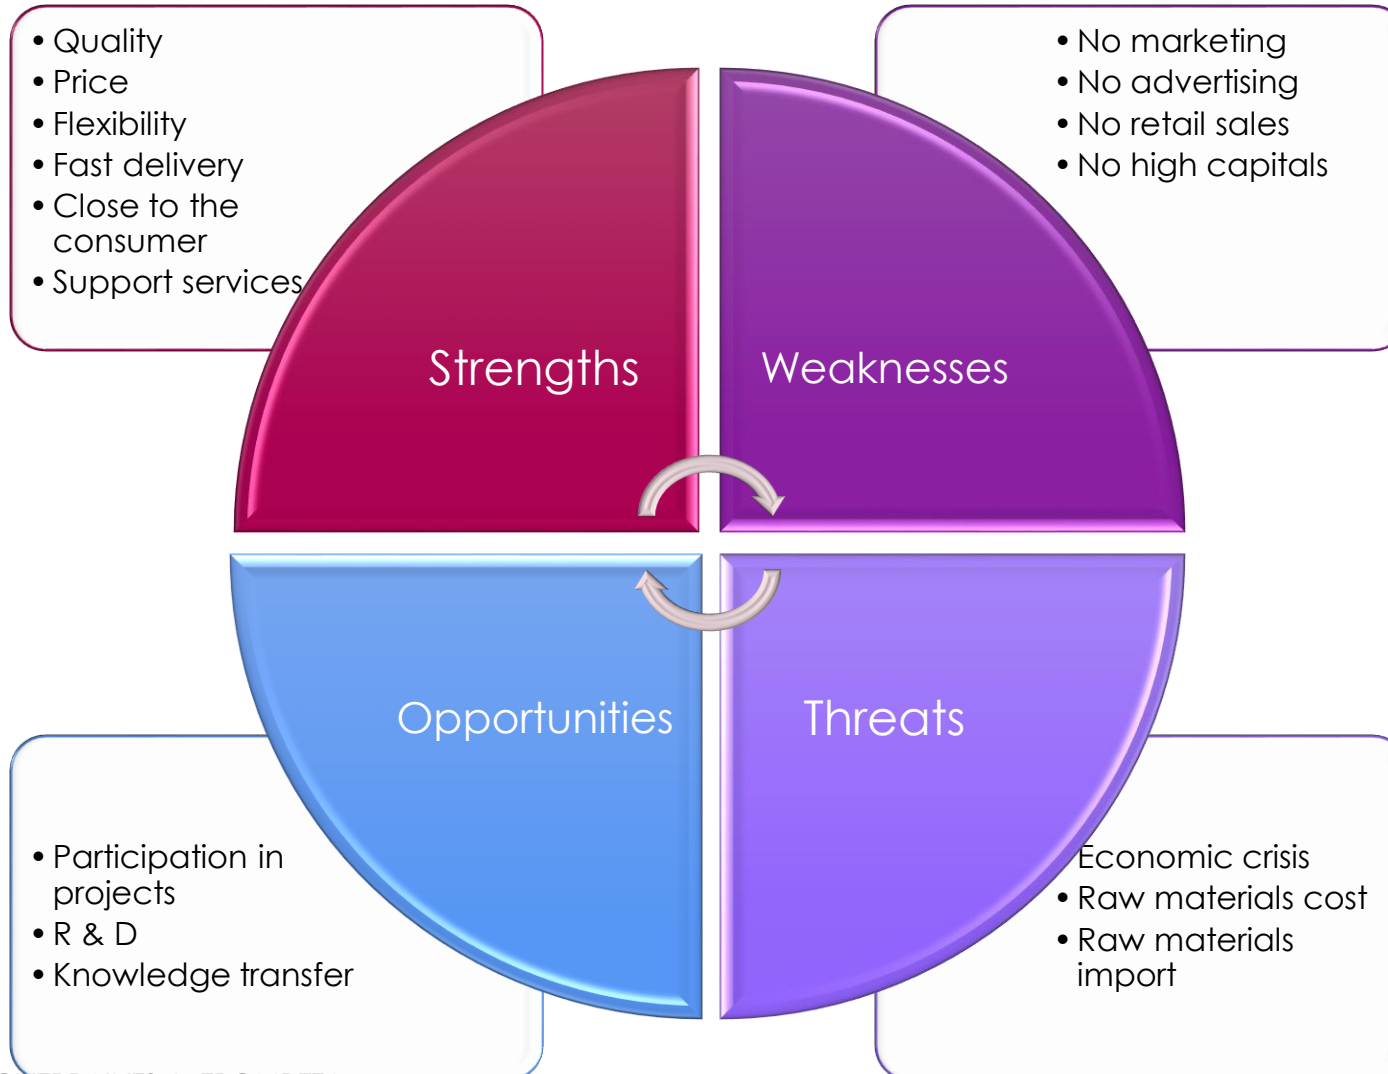 • Quality
• Price
• Flexibility
• Fast delivery
• Close to the
consumer
• Support services
Strengths
• No marketing
• No advertising
• No retail sales
• No high capitals
Weaknesses
Opportunities
• Participation in
projects
• R & D
• Knowledge transfer
Threats
Economic crisis
• Raw materials cost
• Raw materials
import